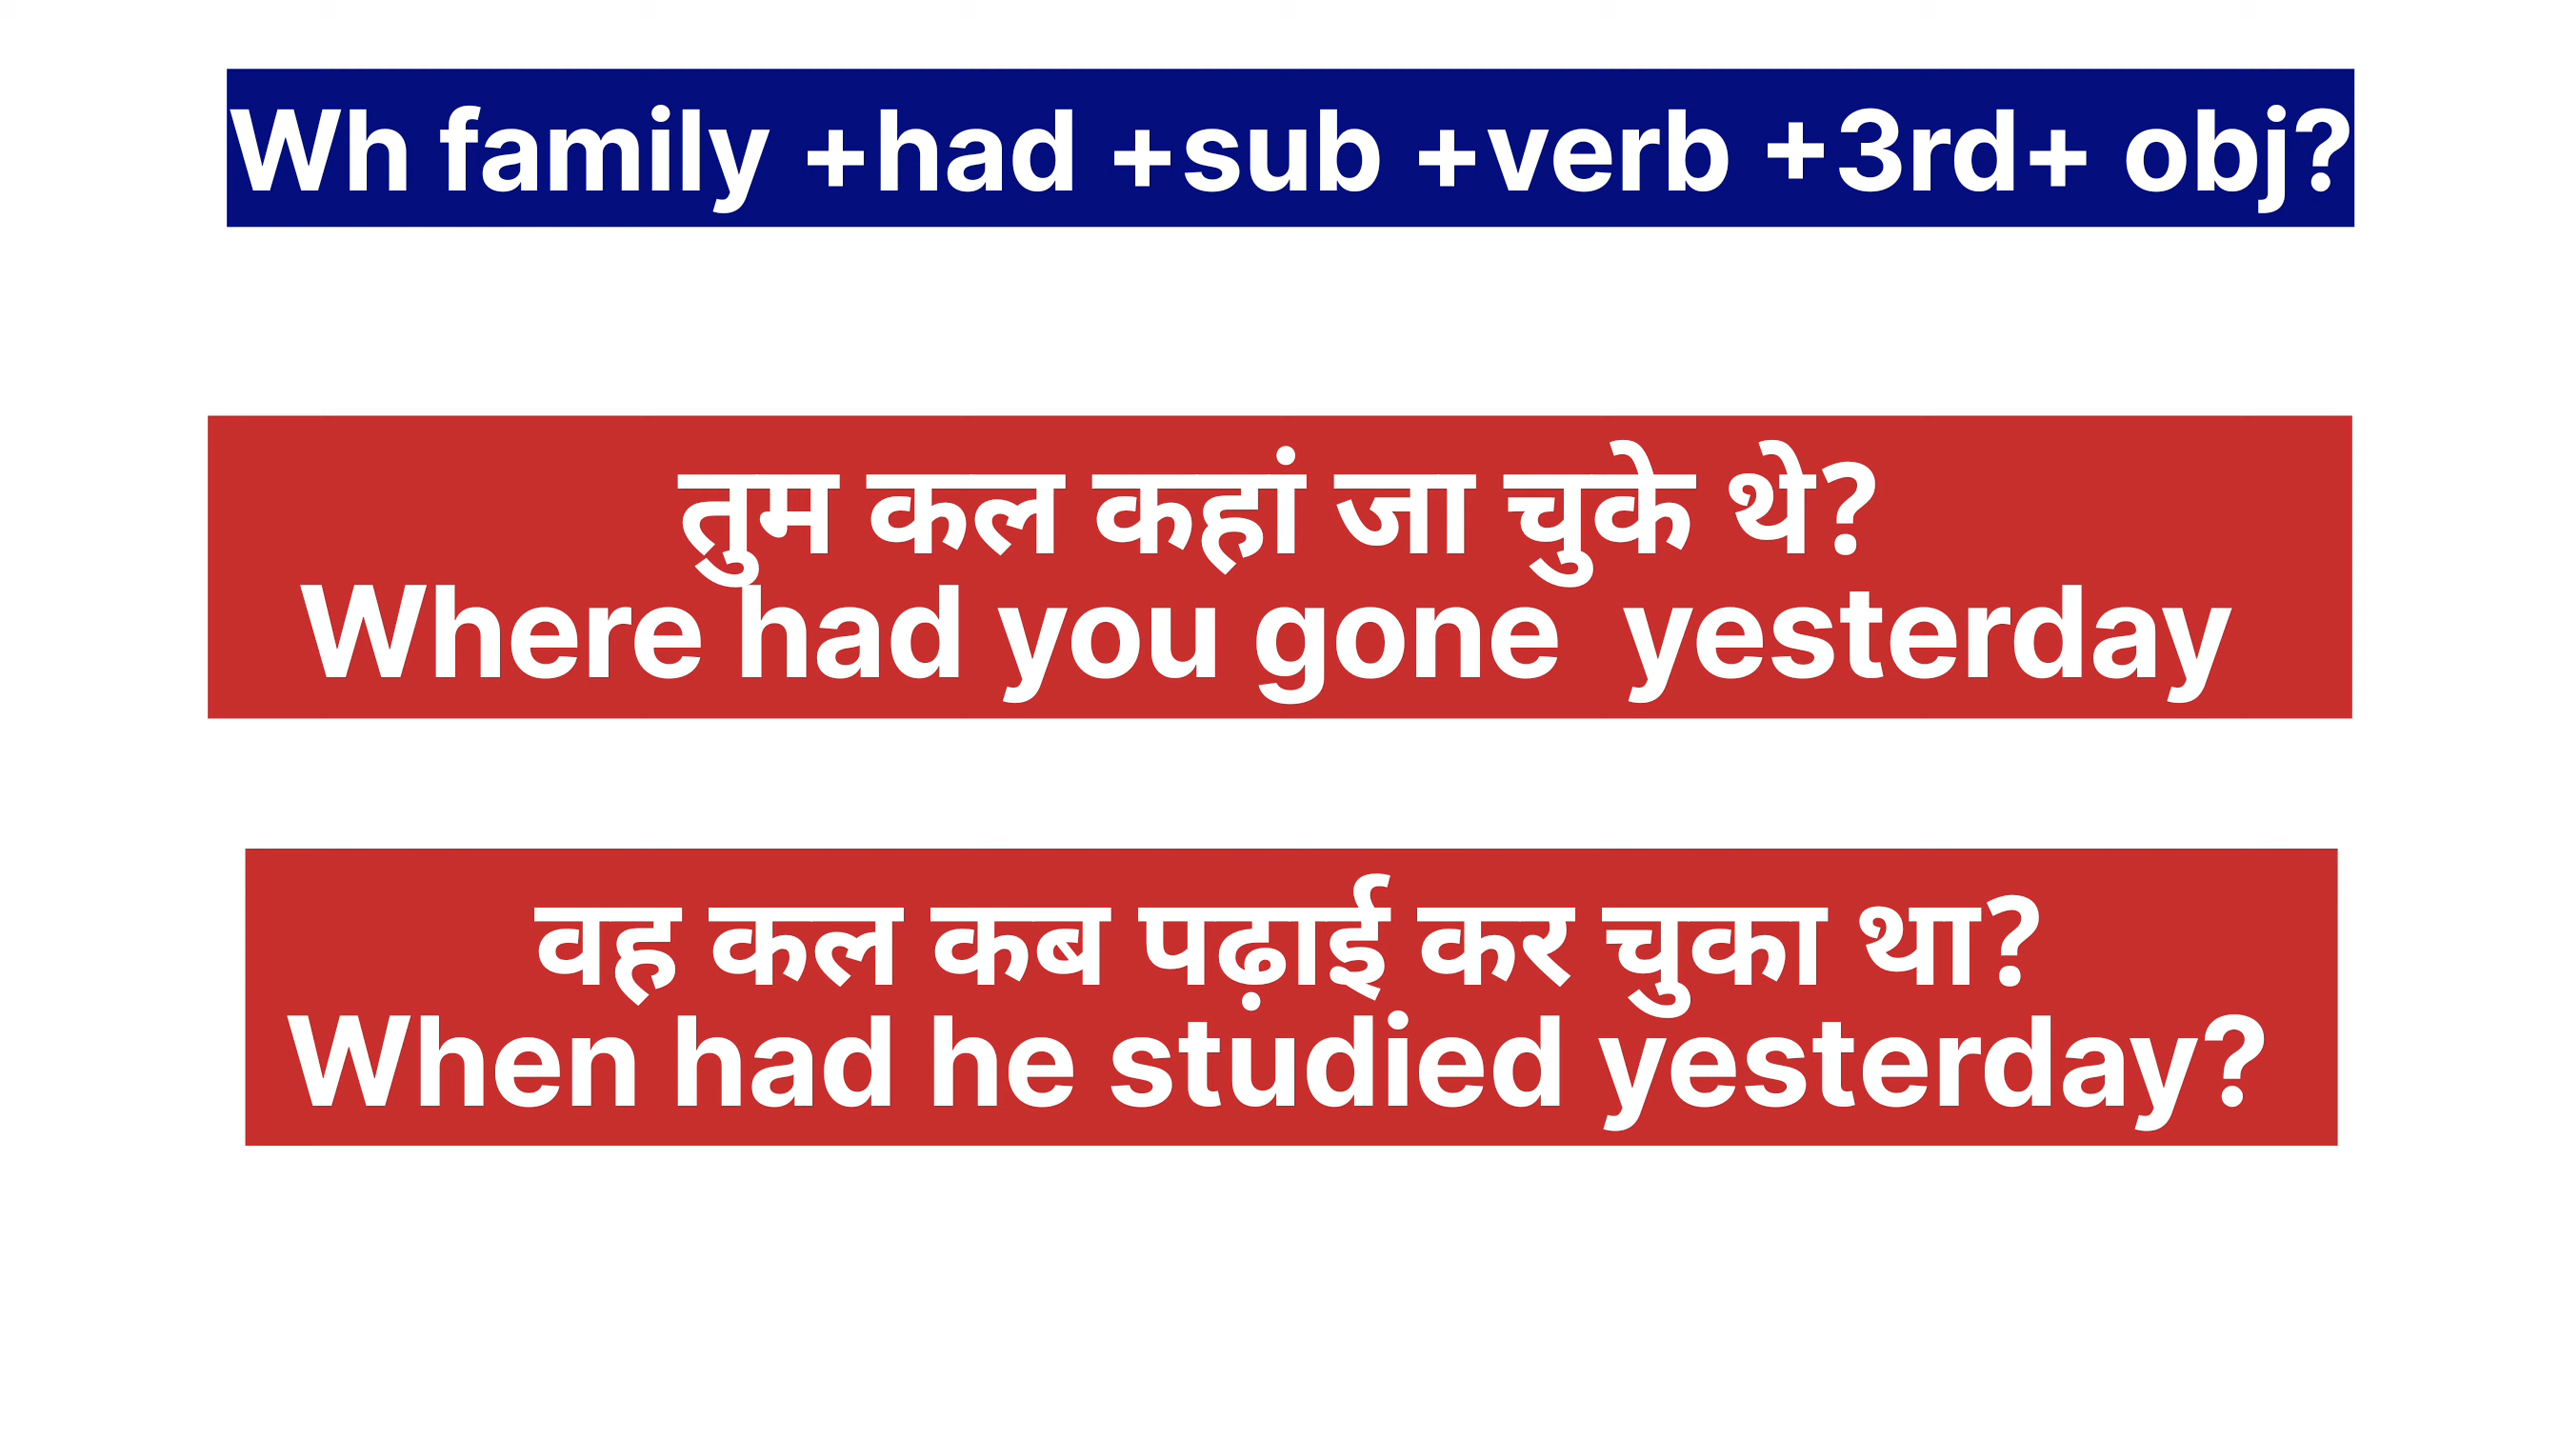 Wh family +had +sub +verb +3rd+ obj?
तुम कल कहां जा चुके थे?
Where had you gone  yesterday
वह कल कब पढ़ाई कर चुका था?
When had he studied yesterday?